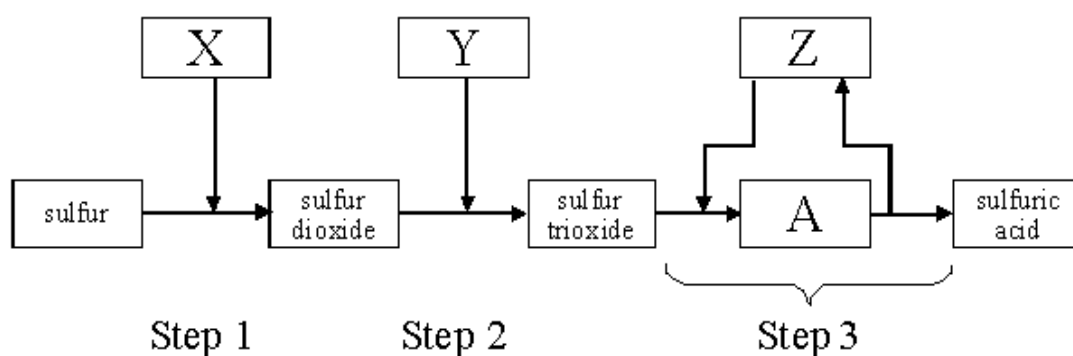 X
Y
Z
sulfur
sulfur
dioxide
sulfur
trioxide
A
sulfuric
acid
Step 1
Step 2
Step 3